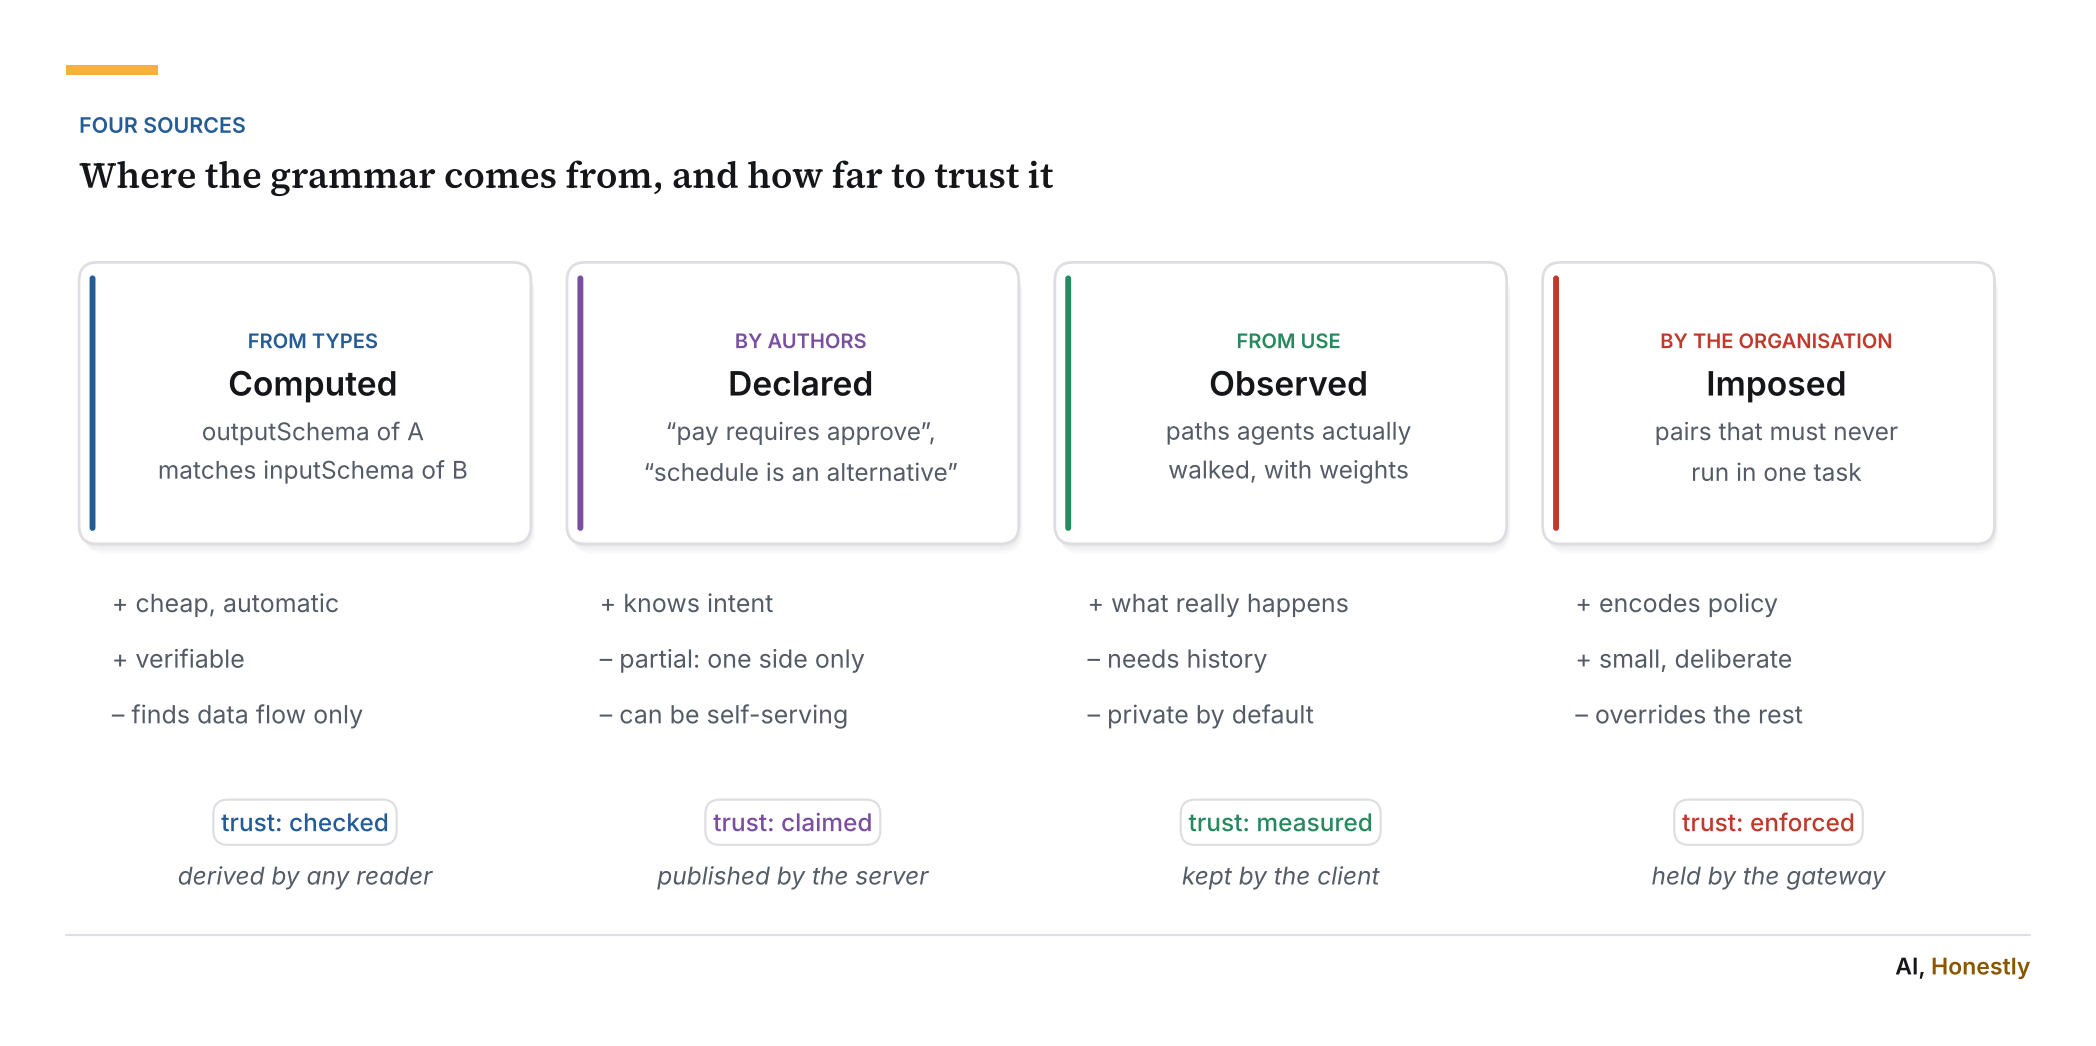 FOUR SOURCES
Where the grammar comes from, and how far to trust it
FROM TYPES
Computed
outputSchema of A
matches inputSchema of B
+ cheap, automatic
+ verifiable
– finds data flow only
trust: checked
derived by any reader
BY AUTHORS
Declared
“pay requires approve”,
“schedule is an alternative”
+ knows intent
– partial: one side only
– can be self-serving
trust: claimed
published by the server
FROM USE
Observed
paths agents actually
walked, with weights
+ what really happens
– needs history
– private by default
trust: measured
kept by the client
BY THE ORGANISATION
Imposed
pairs that must never
run in one task
+ encodes policy
+ small, deliberate
– overrides the rest
trust: enforced
held by the gateway
AI, Honestly